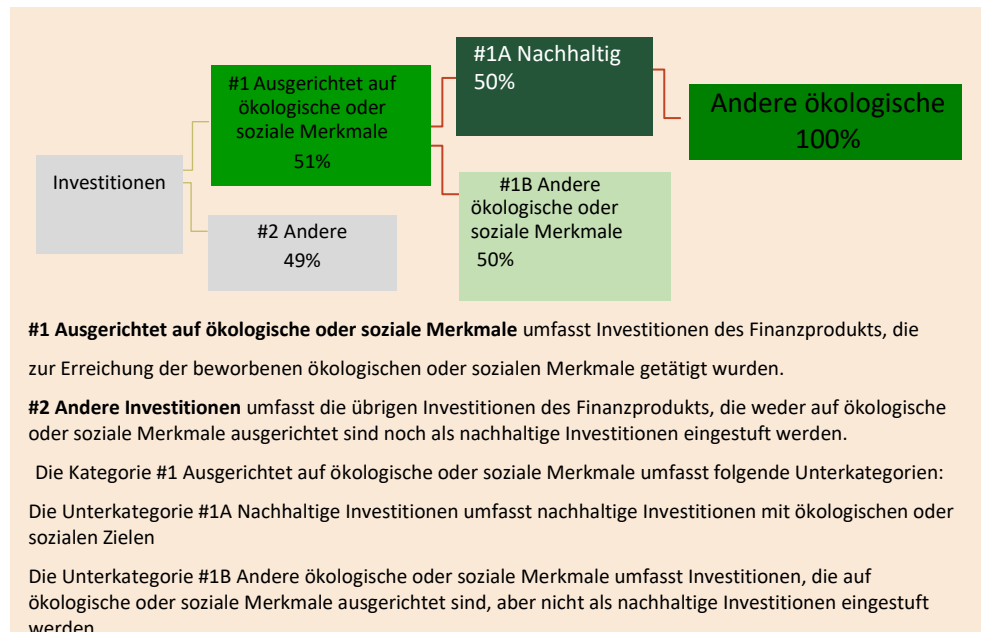 #1A Nachhaltig
50%
#1 Ausgerichtet auf
ökologische oder
soziale Merkmale
51%
Andere ökologische
100%
Investitionen
#1B Andere
ökologische oder
soziale Merkmale
50%
#2 Andere
49%
#1 Ausgerichtet auf ökologische oder soziale Merkmale umfasst Investitionen des Finanzprodukts, die
zur Erreichung der beworbenen ökologischen oder sozialen Merkmale getätigt wurden.
#2 Andere Investitionen umfasst die übrigen Investitionen des Finanzprodukts, die weder auf ökologische
oder soziale Merkmale ausgerichtet sind noch als nachhaltige Investitionen eingestuft werden.
Die Kategorie #1 Ausgerichtet auf ökologische oder soziale Merkmale umfasst folgende Unterkategorien:
Die Unterkategorie #1A Nachhaltige Investitionen umfasst nachhaltige Investitionen mit ökologischen oder
sozialen Zielen
Die Unterkategorie #1B Andere ökologische oder soziale Merkmale umfasst Investitionen, die auf
ökologische oder soziale Merkmale ausgerichtet sind, aber nicht als nachhaltige Investitionen eingestuft
werden